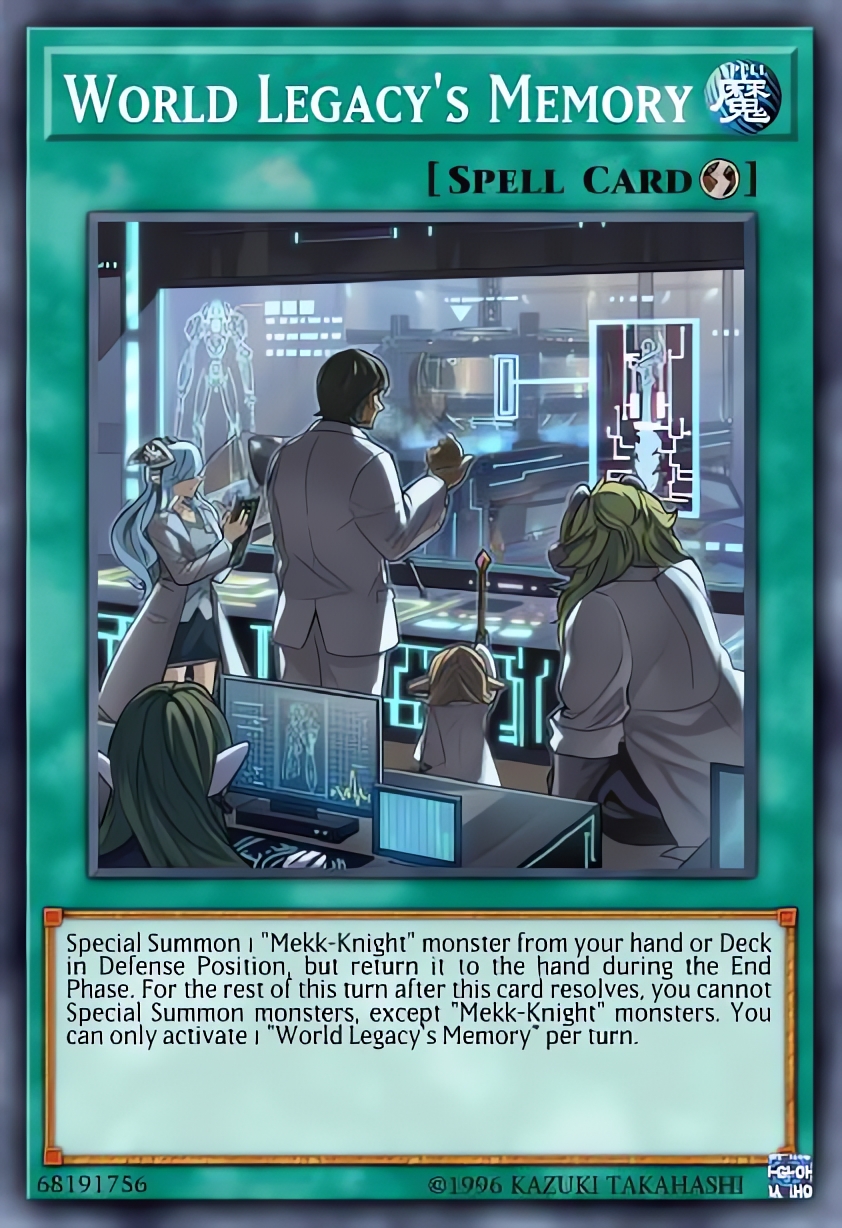 World Legacy's Memory 魔
[Spell Card]
Special Summon 1 "Mekk-Knight" monster from your hand or Deck
in Defense Position, but return it to the hand during the End
Phase. For the rest of this turn after this card resolves, you cannot
Special Summon monsters, except "Mekk-Knight" monsters. You
can only activate 1 "World Legacy's Memory" per turn.
68191756 ©1996 KAZUKI TAKAHASHI